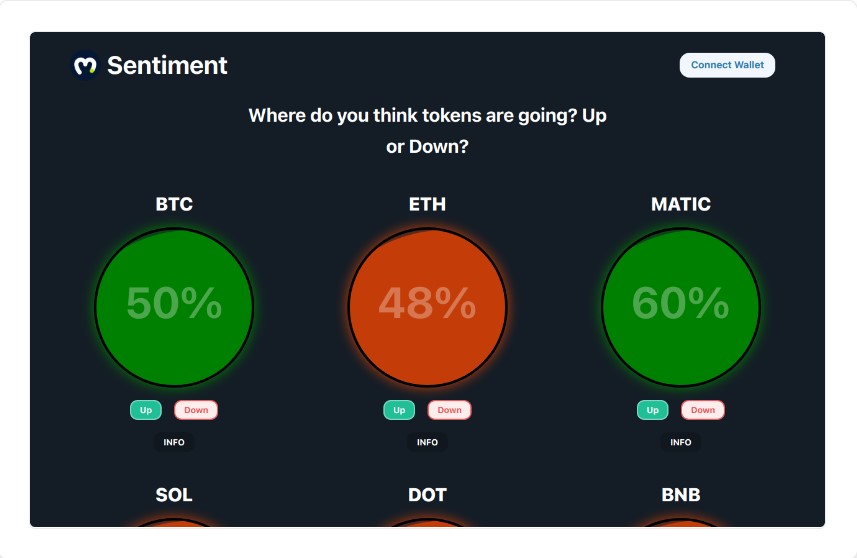 Sentiment
Connect Wallet
Where do you think tokens are going? Up
or Down?
BTC
ETH
MATIC
50%
48%
60%
Up
Down
Up
Down
Up
Down
INFO
INFO
INFO
SOL
DOT
BNB